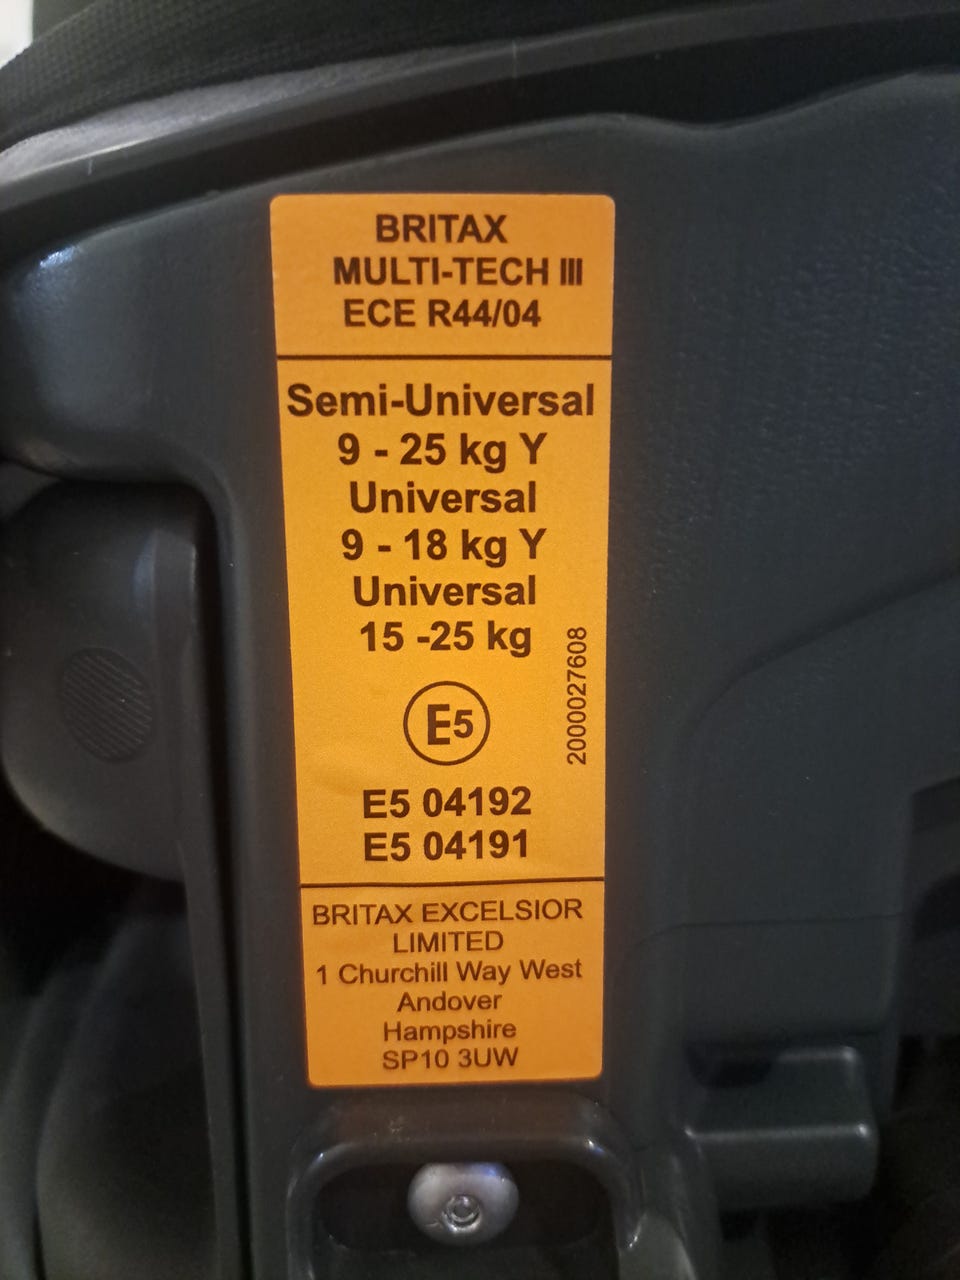 BRITAX
MULTI-TECH III
ECE R44/04
Semi-Universal
9 - 25 kg Y
Universal
9 - 18 kg Y
Universal
15 -25 kg
2000027608
E5
E5 04192
E5 04191
BRITAX EXCELSIOR
LIMITED
1 Churchill Way West
Andover
Hampshire
SP10 3UW